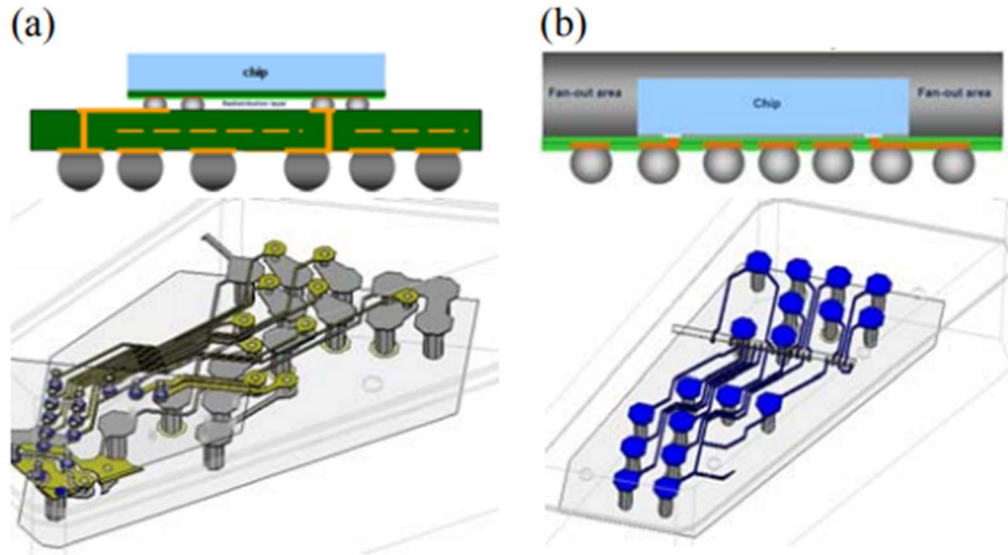 (a)
(b)
chip
Redistribution layer
Fan-out area
Chip
Fan-out area